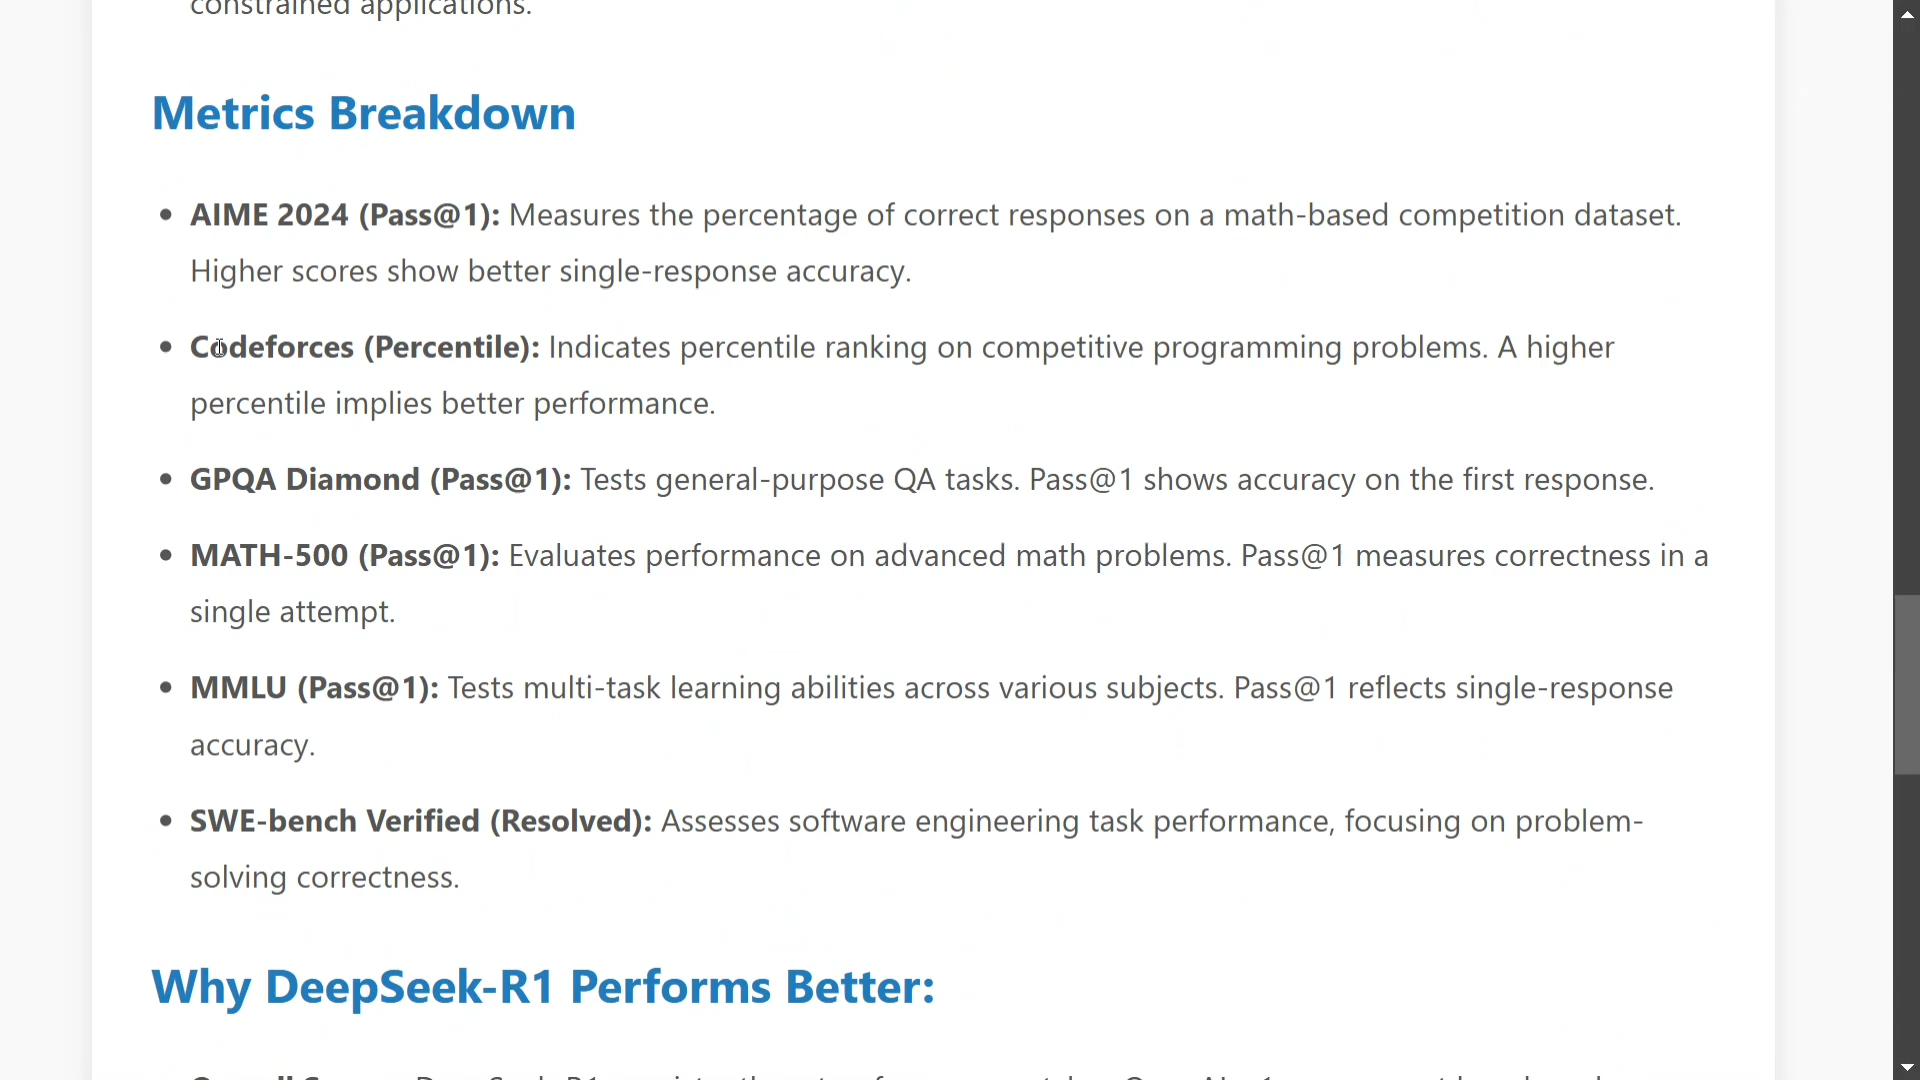 constrained applications.
Metrics Breakdown
• AIME 2024 (Pass@1): Measures the percentage of correct responses on a math-based competition dataset.
Higher scores show better single-response accuracy.
• Codeforces (Percentile): Indicates percentile ranking on competitive programming problems. A higher
percentile implies better performance.
• GPQA Diamond (Pass@1): Tests general-purpose QA tasks. Pass@1 shows accuracy on the first response.
• MATH-500 (Pass@1): Evaluates performance on advanced math problems. Pass@1 measures correctness in a
single attempt.
• MMLU (Pass@1): Tests multi-task learning abilities across various subjects. Pass@1 reflects single-response
accuracy.
• SWE-bench Verified (Resolved): Assesses software engineering task performance, focusing on problem-
solving correctness.
Why DeepSeek-R1 Performs Better: